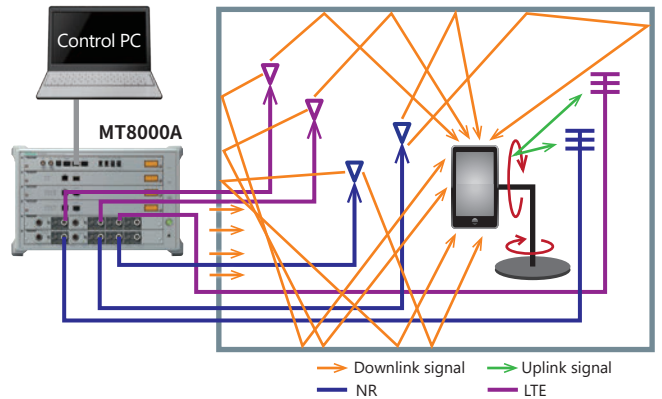 Control PC
MT8000A
Downlink signal
Uplink signal
NR
LTE